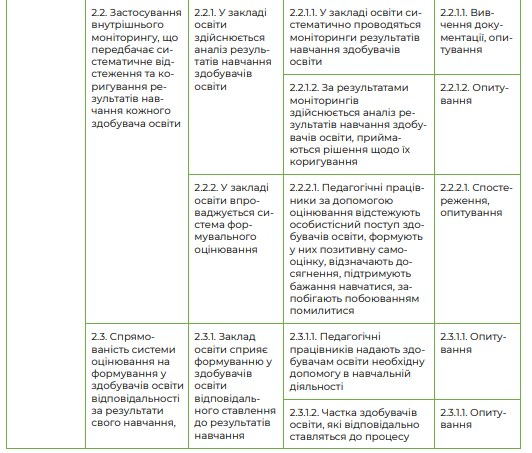 2.2. Застосування
внутрішнього
моніторингу, що
передбачає си-
стематичне від-
стеження та ко-
ригування ре-
зультатів нав-
чання кожного
здобувача освіти
2.2.1. У закладі
освіти
здійснюється
аналіз резуль-
татів навчання
здобувачів
освіти
2.2.1.1. У закладі освіти си-
стематично проводяться
моніторинги результатів
навчання здобувачів
освіти
2.2.1.1. Вив-
чення доку-
ментації, опи-
тування
2.2.1.2. За результатами
моніторингів
здійснюється аналіз ре-
зультатів навчання здобу-
вачів освіти, прийма-
ються рішення щодо їх
коригування
2.2.1.2. Опиту-
вання
2.2.2. У закладі
освіти впро-
ваджується си-
стема фор-
мувального
оцінювання
2.2.2.1. Педагогічні праців-
ники за допомогою
оцінювання відстежують
особистісний поступ здо-
бувачів освіти, формують
у них позитивну само-
оцінку, відзначають до-
сягнення, підтримують
бажання навчатися, за-
побігають побоюванням
помилитися
2.2.2.1. Спосте-
реження,
опитування
2.3. Спрямо-
ваність системи
оцінювання на
формування у
здобувачів освіти
відповідальності
за результати
свого навчання,
2.3.1. Заклад
освіти сприяє
формуванню у
здобувачів
освіти
відповідаль-
ного ставлення
до результатів
навчання
2.3.1.1. Педагогічні
працівників надають здо-
бувачам освіти необхідну
допомогу в навчальній
діяльності
2.3.1.1. Опиту-
вання
2.3.1.2. Частка здобувачів
освіти, які відповідально
ставляться до процесу
2.3.1.1. Опиту-
вання